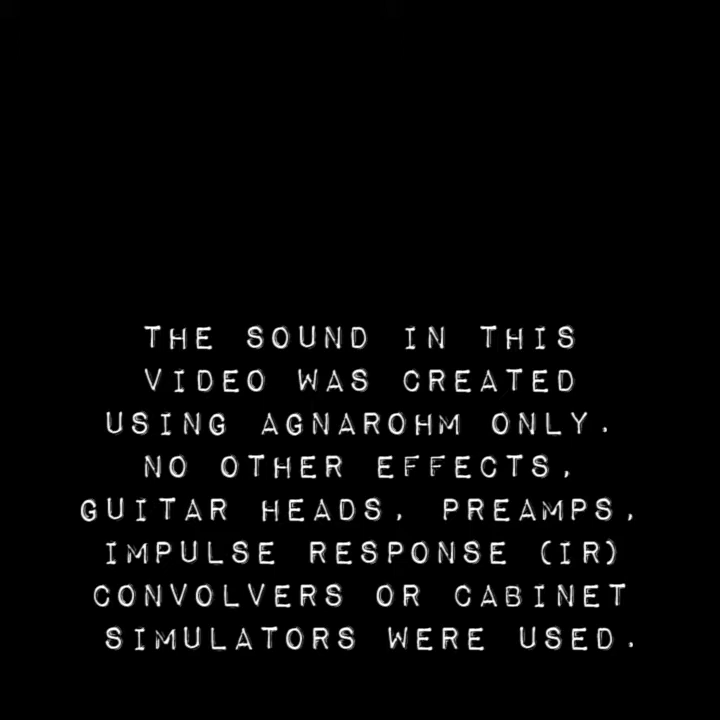 THE SOUND IN THIS
VIDEO WAS CREATED
USING AGNAROHM ONLY.
NO OTHER EFFECTS,
GUITAR HEADS, PREAMPS,
IMPULSE RESPONSE (IR)
CONVOLVERS OR CABINET
SIMULATORS WERE USED.